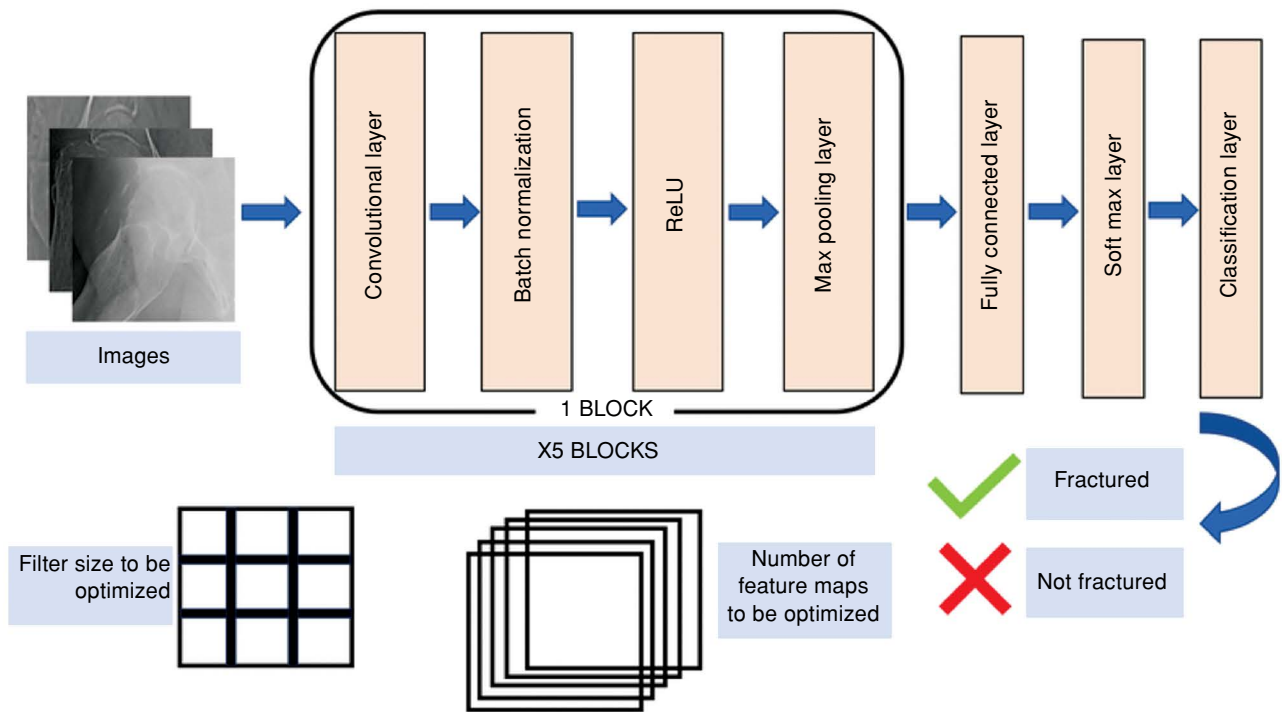 Images
Convolutional layer
Batch normalization
ReLU
Max pooling layer
1 BLOCK
X5 BLOCKS
Fully connected layer
Soft max layer
Classification layer
Fractured
Not fractured
Filter size to be
optimized
Number of
feature maps
to be optimized